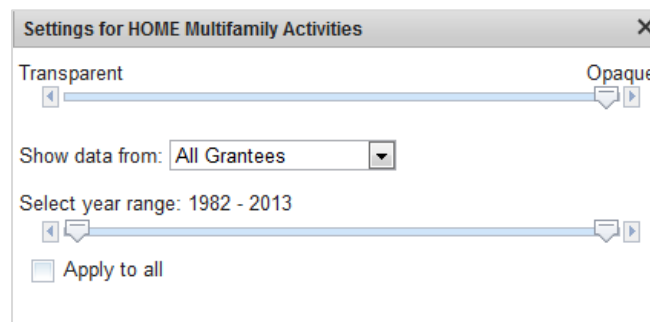 Settings for HOME Multifamily Activities
Transparent Opaque
Show data from: All Grantees
Select year range: 1982 - 2013
Apply to all